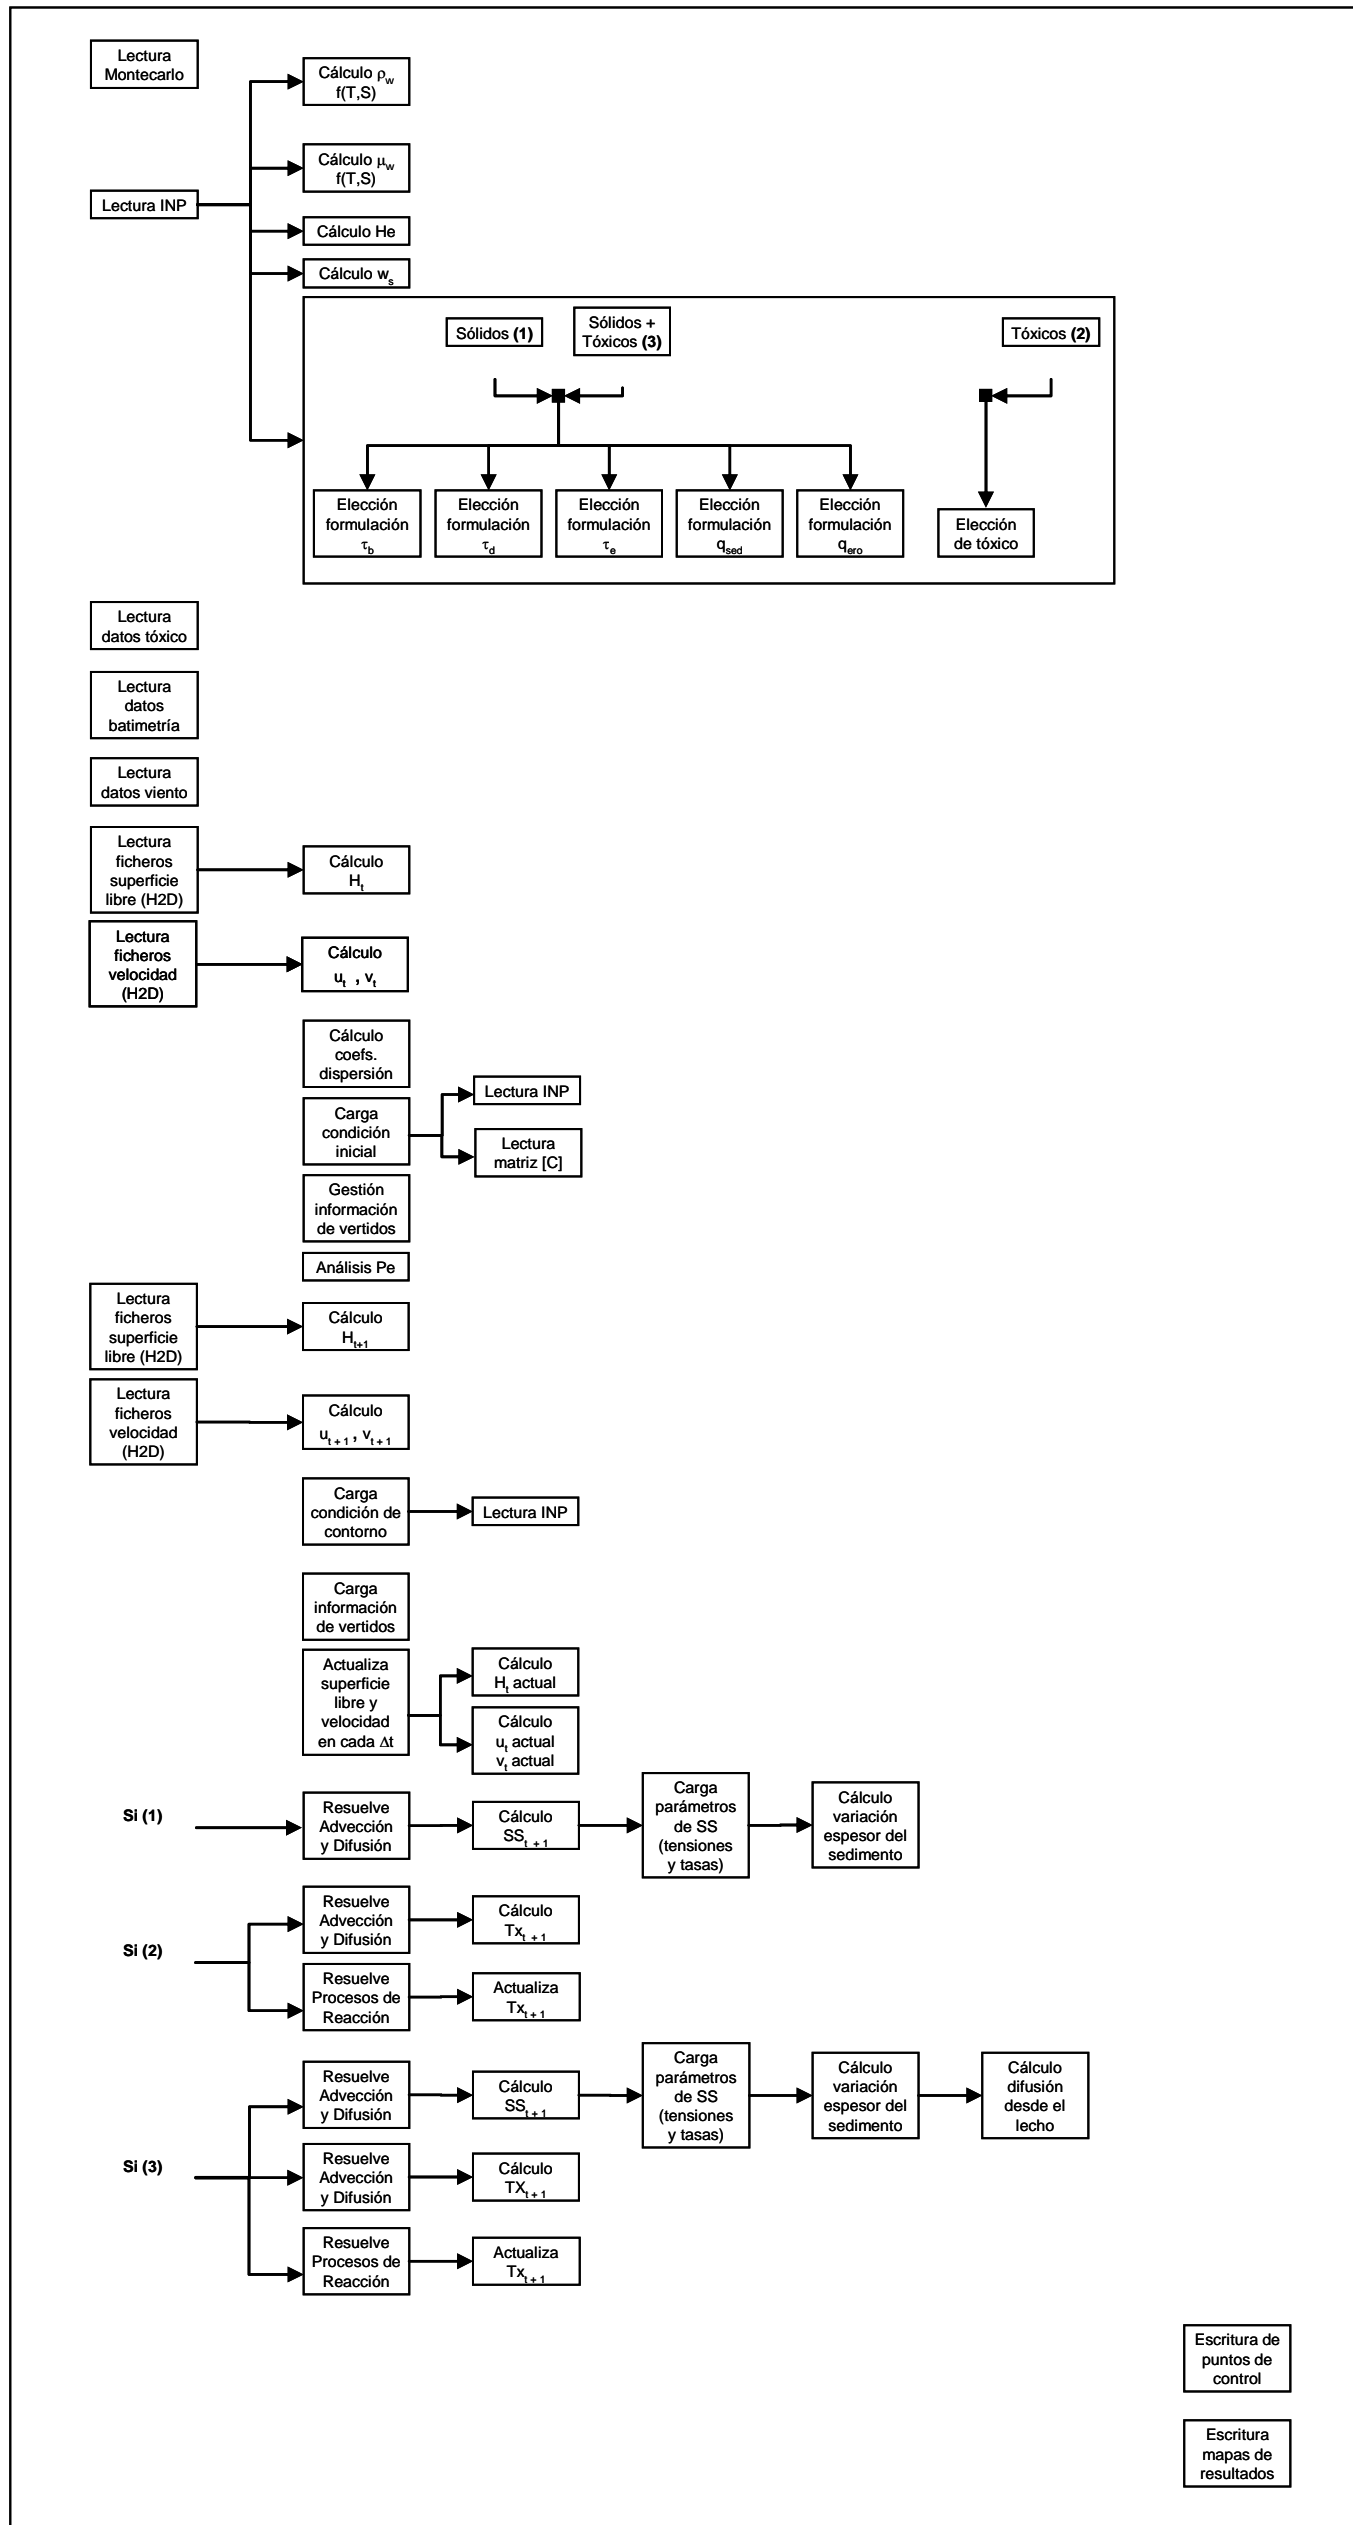 Lectura
Montecarlo
Cálculo ρw
f(T,S)
Cálculo μw
f(T,S)
Lectura INP
Cálculo He
Cálculo ws
Sólidos (1)
Sólidos +
Tóxicos (3)
Tóxicos (2)
Elección
formulación
τb
Elección
formulación
τd
Elección
formulación
τe
Elección
formulación
qsed
Elección
formulación
qero
Elección
de tóxico
Lectura
datos tóxico
Lectura
datos
batimetría
Lectura
datos viento
Lectura
ficheros
superficie
libre (H2D)
Cálculo
Ht
Lectura
ficheros
velocidad
(H2D)
Cálculo
ut , vt
Cálculo
coefs.
dispersión
Carga
condición
inicial
Lectura INP
Lectura
matriz [C]
Gestión
información
de vertidos
Análisis Pe
Lectura
ficheros
superficie
libre (H2D)
Cálculo
Ht+1
Lectura
ficheros
velocidad
(H2D)
Cálculo
ut + 1 , vt + 1
Carga
condición de
contorno
Lectura INP
Carga
información
de vertidos
Actualiza
superficie
libre y
velocidad
en cada Δt
Cálculo
Ht actual
Cálculo
ut actual
vt actual
Si (1)
Resuelve
Advección
y Difusión
Cálculo
SSt + 1
Carga
parámetros
de SS
(tensiones
y tasas)
Cálculo
variación
espesor del
sedimento
Si (2)
Resuelve
Advección
y Difusión
Cálculo
Txt + 1
Resuelve
Procesos de
Reacción
Actualiza
Txt + 1
Si (3)
Resuelve
Advección
y Difusión
Cálculo
SSt + 1
Carga
parámetros
de SS
(tensiones
y tasas)
Cálculo
variación
espesor del
sedimento
Cálculo
difusión
desde el
lecho
Resuelve
Advección
y Difusión
Cálculo
TXt + 1
Resuelve
Procesos de
Reacción
Actualiza
Txt + 1
Escritura de
puntos de
control
Escritura
mapas de
resultados